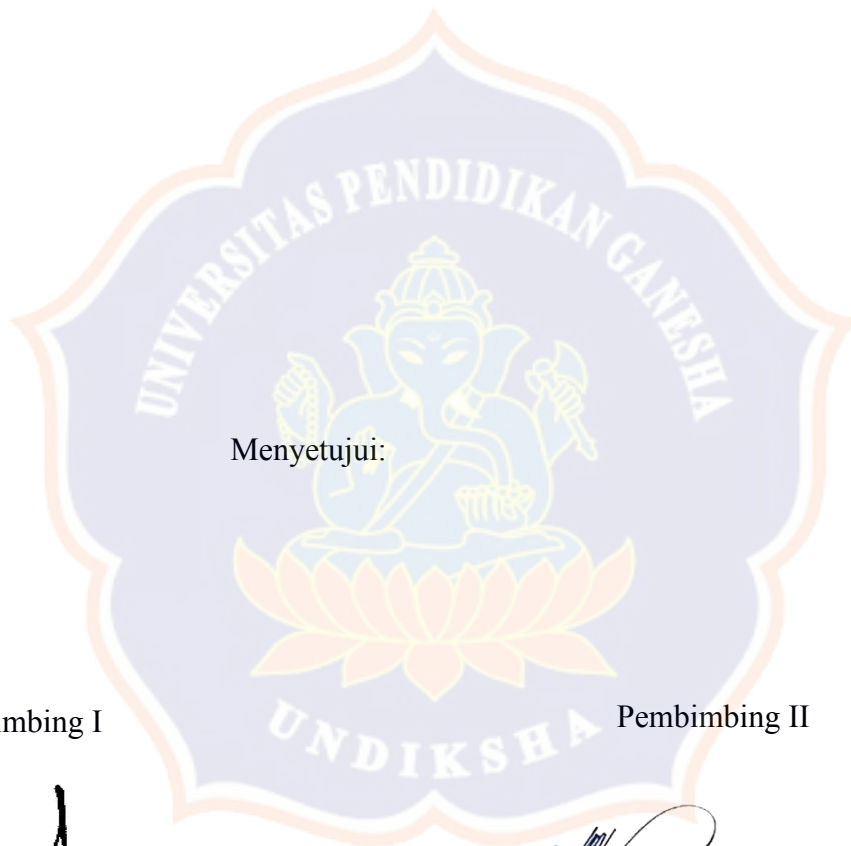 UNIVERSITAS PENDIDIKAN GANESHA
Menyetujui:
mbing I
Pembimbing II
UNDIKSHA